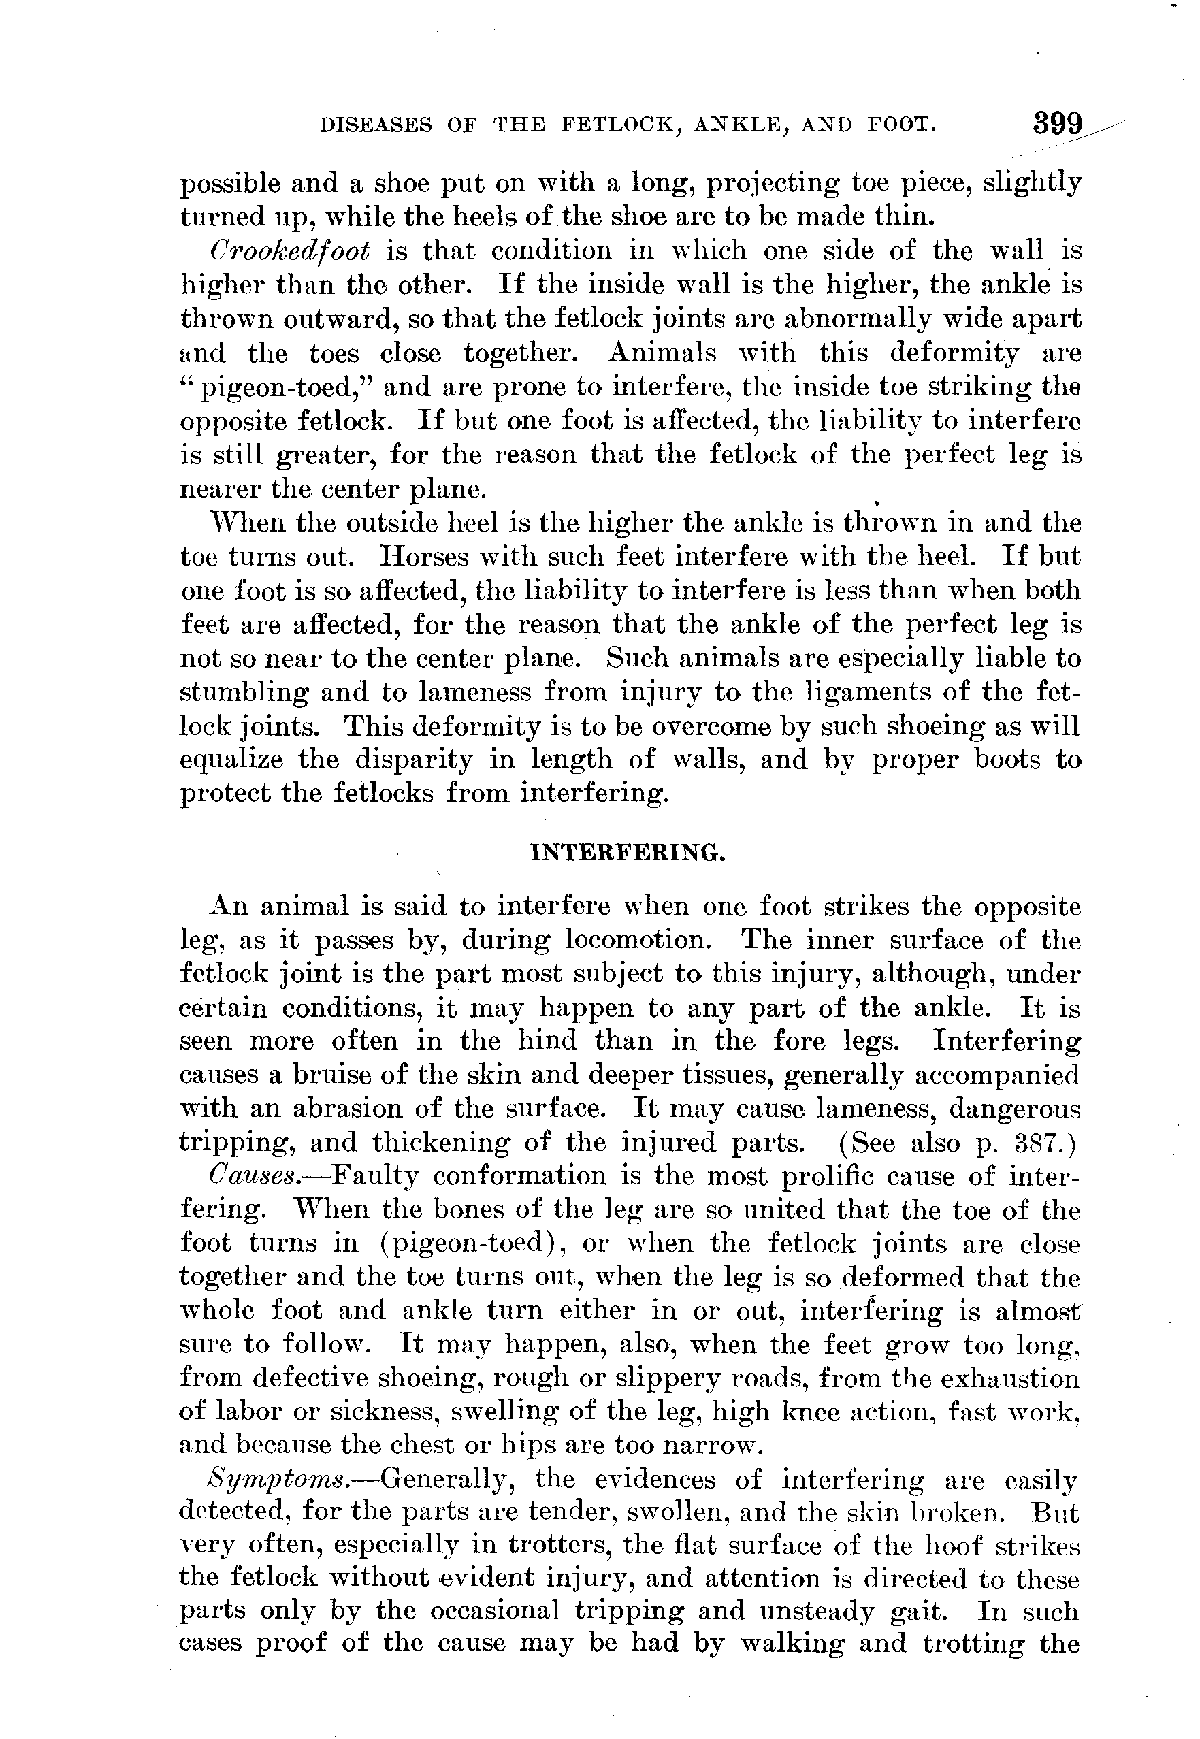 DISEASES OF THE FETLOCK, ANKLE, AND FOOT. 399
possible and a shoe put on with a long, projecting toe piece, slightly
turned up, while the heels of the shoe are to be made thin.
Crookedfoot is that condition in which one side of the wall is
higher than the other. If the inside wall is the higher, the ankle is
thrown outward, so that the fetlock joints are abnormally wide apart
and the toes close together. Animals with this deformity are
"pigeon-toed," and are prone to interfere, the inside toe striking the
opposite fetlock. If but one foot is affected, the liability to interfere
is still greater, for the reason that the fetlock of the perfect leg is
nearer the center plane.
When the outside heel is the higher the ankle is thrown in and the
toe turns out. Horses with such feet interfere with the heel. If but
one foot is so affected, the liability to interfere is less than when both
feet are affected, for the reason that the ankle of the perfect leg is
not so near to the center plane. Such animals are especially liable to
stumbling and to lameness from injury to the ligaments of the fet-
lock joints. This deformity is to be overcome by such shoeing as will
equalize the disparity in length of walls, and by proper boots to
protect the fetlocks from interfering.
INTERFERING.
An animal is said to interfere when one foot strikes the opposite
leg, as it passes by, during locomotion. The inner surface of the
fetlock joint is the part most subject to this injury, although, under
certain conditions, it may happen to any part of the ankle. It is
seen more often in the hind than in the fore legs. Interfering
causes a bruise of the skin and deeper tissues, generally accompanied
with an abrasion of the surface. It may cause lameness, dangerous
tripping, and thickening of the injured parts. (See also p. 387.)
Causes.—Faulty conformation is the most prolific cause of inter-
fering. When the bones of the leg are so united that the toe of the
foot turns in (pigeon-toed), or when the fetlock joints are close
together and the toe turns out, when the leg is so deformed that the
whole foot and ankle turn either in or out, interfering is almost
sure to follow. It may happen, also, when the feet grow too long,
from defective shoeing, rough or slippery roads, from the exhaustion
of labor or sickness, swelling of the leg, high knee action, fast work,
and because the chest or hips are too narrow.
Symptoms.—Generally, the evidences of interfering are easily
detected, for the parts are tender, swollen, and the skin broken. But
very often, especially in trotters, the flat surface of the hoof strikes
the fetlock without evident injury, and attention is directed to these
parts only by the occasional tripping and unsteady gait. In such
cases proof of the cause may be had by walking and trotting the